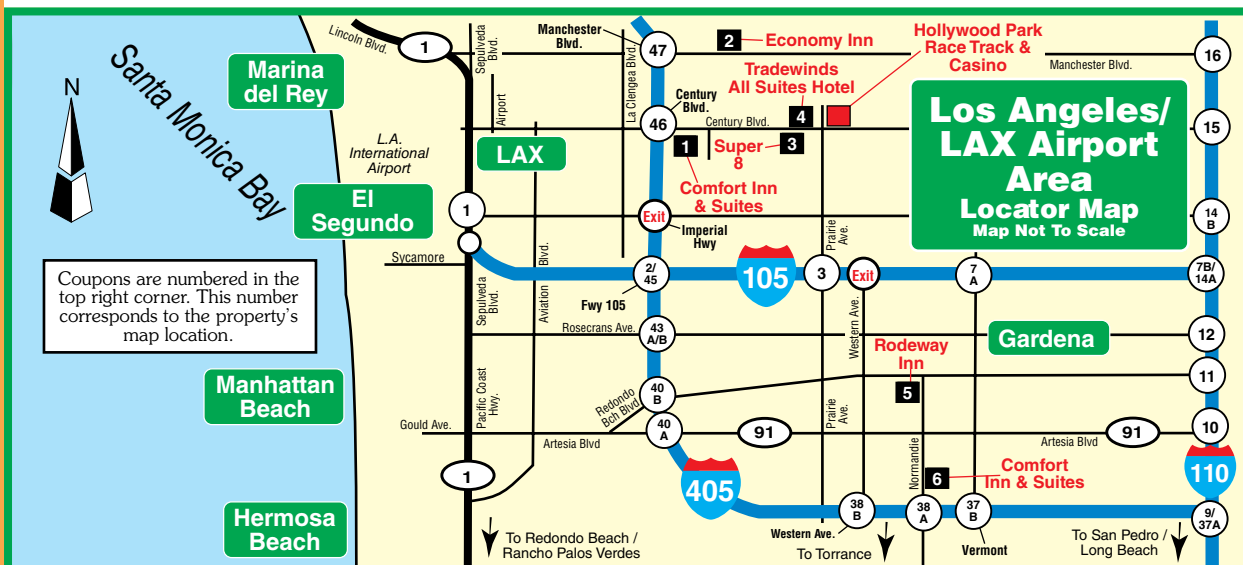 Lincoln Blvd.
1
Sepulveda
Blvd.
Manchester
Blvd.
47
2
Economy Inn
Hollywood Park
Race Track &
Casino
Manchester Blvd.
16
Santa Monica Bay
Marina
del Rey
N
Airport
La Ciengea Blvd.
Century
Blvd.
46
Tradewinds
All Suites Hotel
4
Century Blvd.
Los Angeles/
LAX Airport
Area
Locator Map
Map Not To Scale
15
L.A.
International
Airport
LAX
1
Super
8
3
Comfort Inn
& Suites
El
Segundo
1
Exit
Imperial
Hwy
Prairie
Ave.
14
B
Sycamore
Blvd.
Aviation
Sepulveda
Blvd.
2/
45
Fwy 105
105
3
Exit
7
A
7B/
14A
Coupons are numbered in the
top right corner. This number
corresponds to the property's
map location.
Rosecrans Ave.
43
A/B
Western Ave.
Gardena
12
Rodeway
Inn
5
11
Manhattan
Beach
Pacific Coast
Hwy.
Redondo
Bch Blvd
40
B
Prairie
Ave.
Gould Ave.
Artesia Blvd
40
A
91
Artesia Blvd
91
10
1
405
Normandie
6
Comfort
Inn & Suites
110
Hermosa
Beach
To Redondo Beach /
Rancho Palos Verdes
Western Ave.
38
B
To Torrance
38
A
37
B
Vermont
To San Pedro /
Long Beach
9/
37A